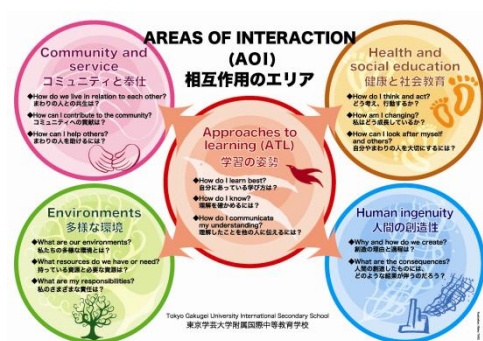 AREAS OF INTERACTION
(AOI)
相互作用のエリア
Community and
service
コミュニティと奉仕
◆How do we live in relation to each other?
まわりの人との共生は?
◆How can I contribute to the community?
コミュニティへの貢献は?
◆How can I help others?
まわりの人を助けるには?
Health and
social education
健康と社会教育
◆How do I think and act?
どう考え、行動するか?
◆How am I changing?
私はどう成長しているか?
◆How can I look after myself
and others?
自分やまわりの人を大切にするには?
Approaches to
learning (ATL)
学習の姿勢
◆How do I learn best?
自分にあっている学び方は?
◆How do I know?
理解を確かめるには?
◆How do I communicate
my understanding?
理解したことを他の人に伝えるには?
Environments
多様な環境
◆What are our environments?
私たちの多様な環境とは?
◆What resources do we have or need?
持っている資源と必要な資源は?
◆What are my responsibilities?
私のさまざまな責任は?
Human ingenuity
人間の創造性
◆Why and how do we create?
創造の理由と過程は?
◆What are the consequences?
人間の創造したものには、
どのような結果が伴うのだろう?
Tokyo Gakugei University International Secondary School
東京学芸大学附属国際中等教育学校